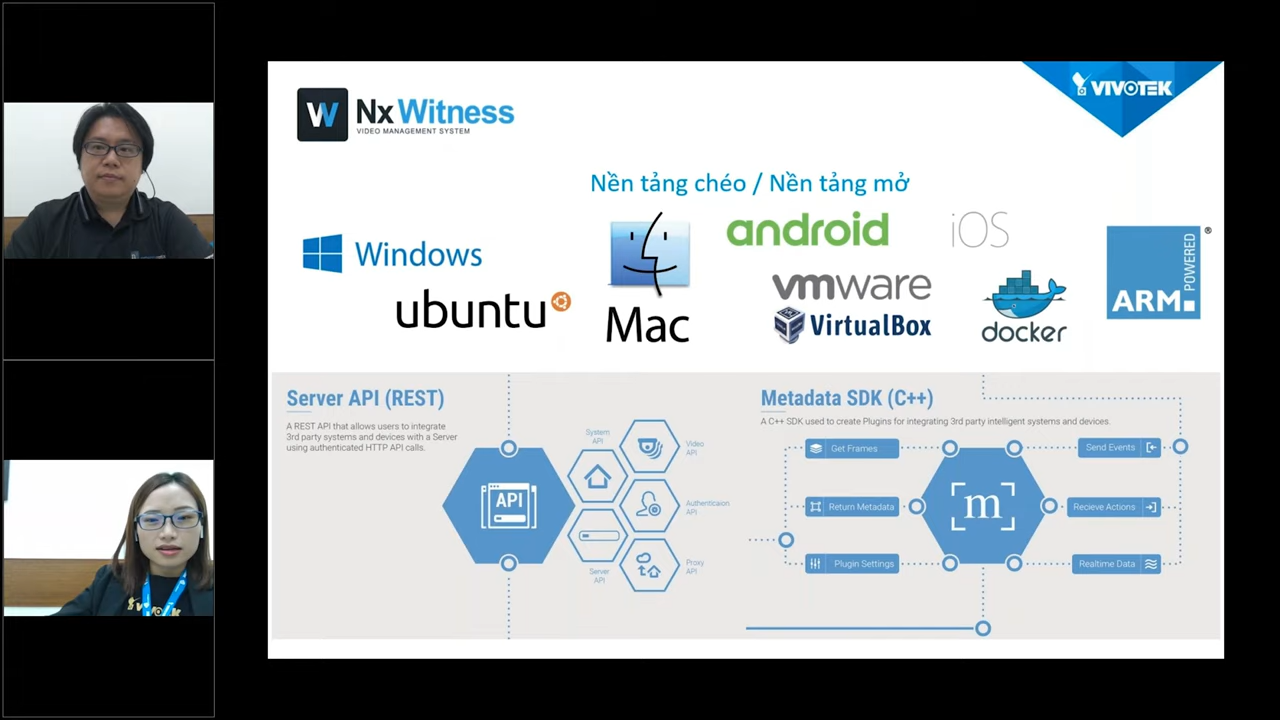 W Nx Witness
VIDEO MANAGEMENT SYSTEM
VIVOTEK
Nền tảng chéo / Nền tảng mở
Windows
ubuntu
Mac
android
iOS
vmware
VirtualBox
docker
ARM POWERED ®
Server API (REST)
A REST API that allows users to integrate
3rd party systems and devices with a Server
using authenticated HTTP API calls.
API
System
API
Video
API
Authenticaion
API
Server
API
Proxy
API
Metadata SDK (C++)
A C++ SDK used to create Plugins for integrating 3rd party intelligent systems and devices.
Get Frames
Return Metadata
Plugin Settings
m
Send Events
Recieve Actions
Realtime Data
VIVOTEK